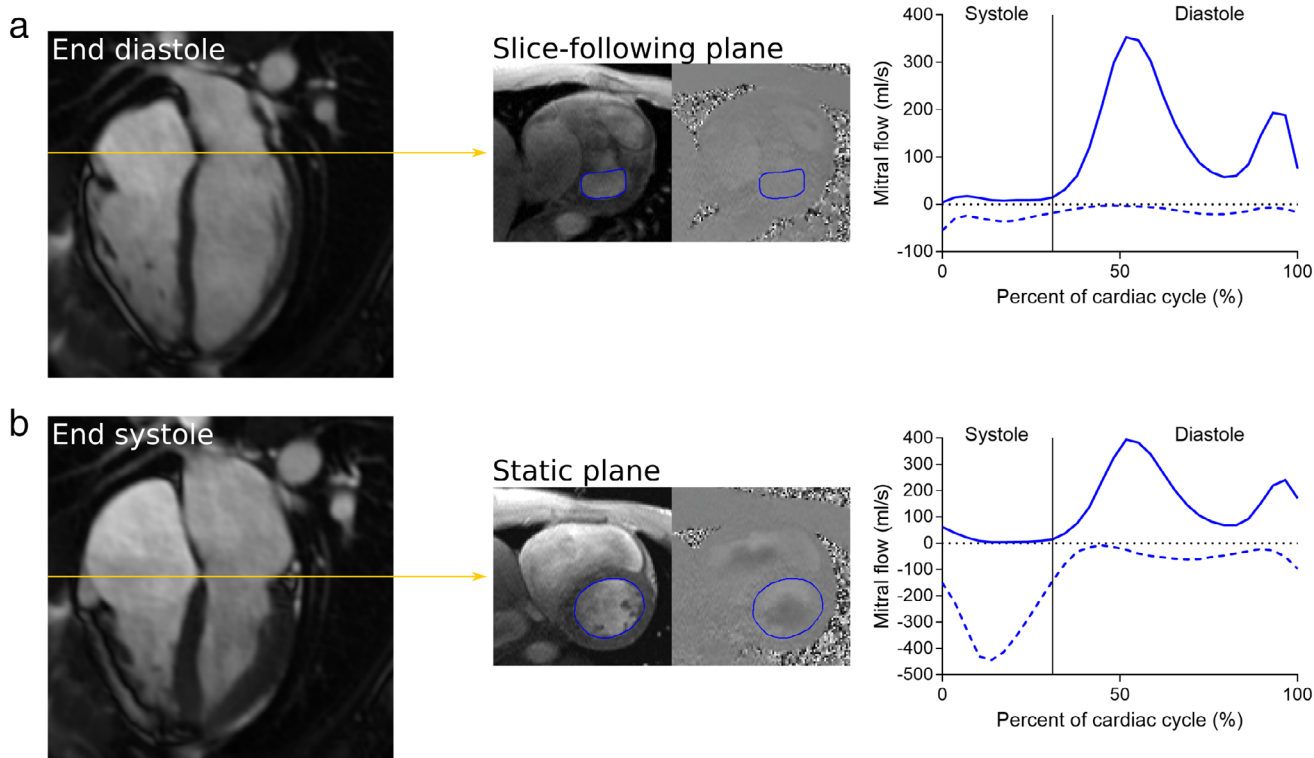 a
End diastole
Slice-following plane
Systole
Diastole
400
300
200
100
0
-100
Mitral flow (ml/s)
0
50
100
Percent of cardiac cycle (%)
b
End systole
Static plane
Systole
Diastole
400
300
200
100
0
-100
-200
-300
-400
-500
Mitral flow (ml/s)
0
50
100
Percent of cardiac cycle (%)